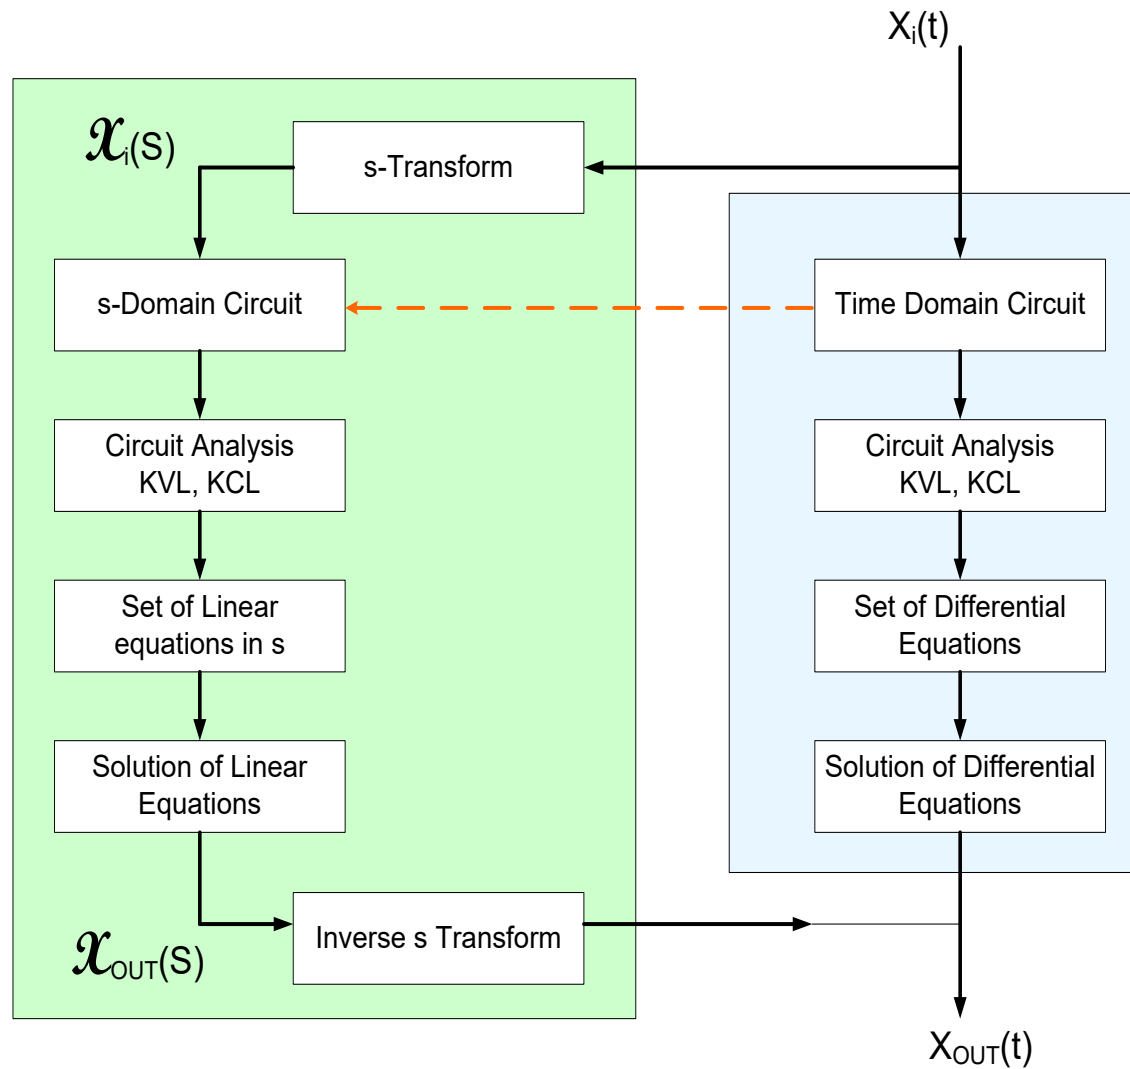 Xi(t)
𝒳i(S)
s-Transform
s-Domain Circuit
Time Domain Circuit
Circuit Analysis
KVL, KCL
Circuit Analysis
KVL, KCL
Set of Linear
equations in s
Set of Differential
Equations
Solution of Linear
Equations
Solution of Differential
Equations
Inverse s Transform
𝒳OUT(S)
XOUT(t)